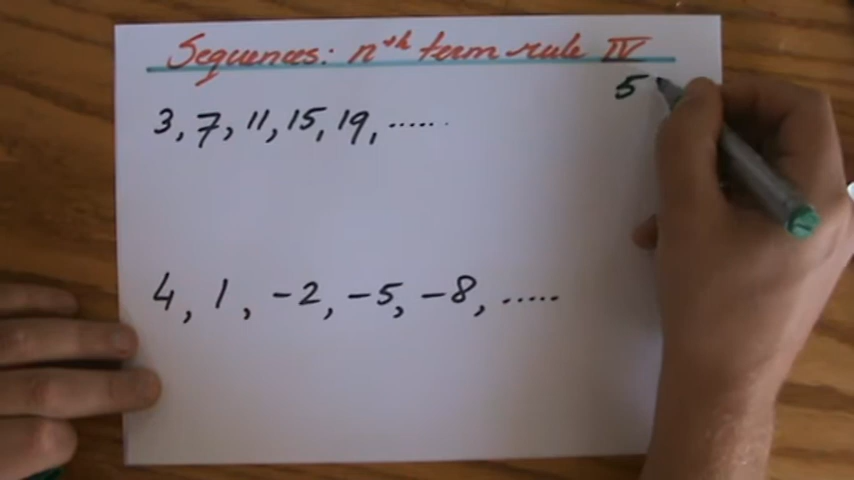 Sequences: nth term rule IV
5
3, 7, 11, 15, 19, ......
4, 1, -2, -5, -8, .....